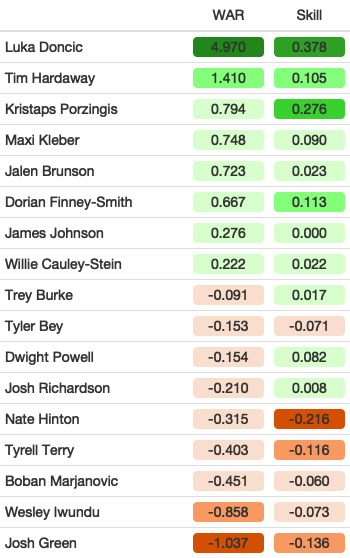 WAR Skill
Luka Doncic 4.970 0.378
Tim Hardaway 1.410 0.105
Kristaps Porzingis 0.794 0.276
Maxi Kleber 0.748 0.090
Jalen Brunson 0.723 0.023
Dorian Finney-Smith 0.667 0.113
James Johnson 0.276 0.000
Willie Cauley-Stein 0.222 0.022
Trey Burke -0.091 0.017
Tyler Bey -0.153 -0.071
Dwight Powell -0.154 0.082
Josh Richardson -0.210 0.008
Nate Hinton -0.315 -0.216
Tyrell Terry -0.403 -0.116
Boban Marjanovic -0.451 -0.060
Wesley Iwundu -0.858 -0.073
Josh Green -1.037 -0.136